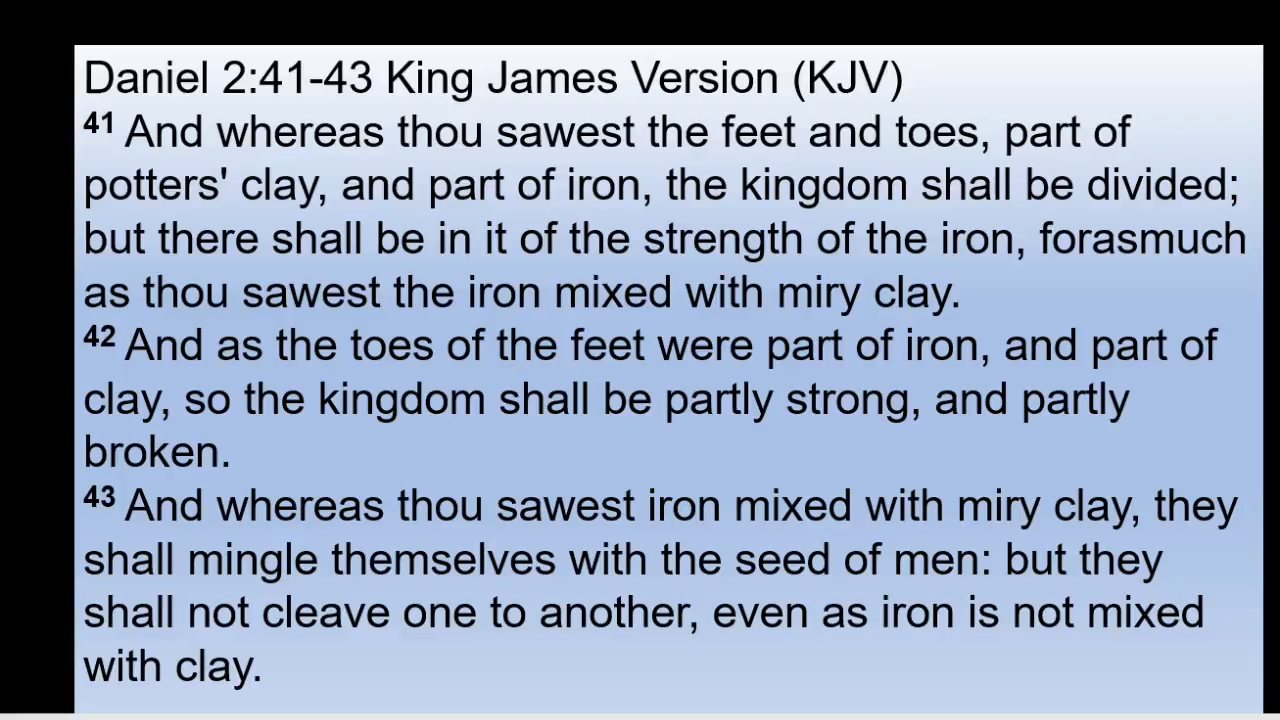 Daniel 2:41-43 King James Version (KJV)
41 And whereas thou sawest the feet and toes, part of
potters' clay, and part of iron, the kingdom shall be divided;
but there shall be in it of the strength of the iron, forasmuch
as thou sawest the iron mixed with miry clay.
42 And as the toes of the feet were part of iron, and part of
clay, so the kingdom shall be partly strong, and partly
broken.
43 And whereas thou sawest iron mixed with miry clay, they
shall mingle themselves with the seed of men: but they
shall not cleave one to another, even as iron is not mixed
with clay.